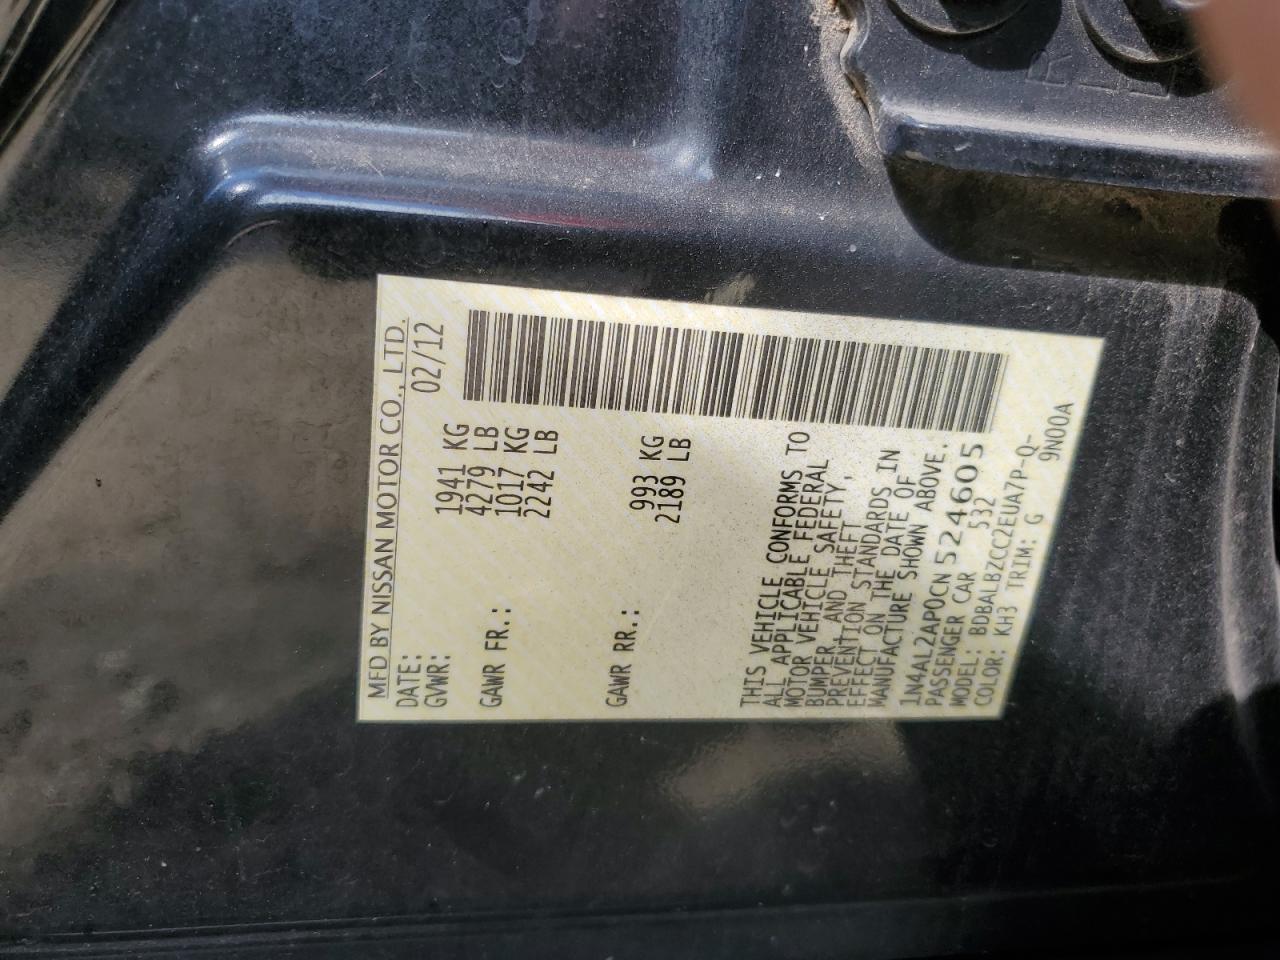 MFD BY NISSAN MOTOR CO., LTD.
DATE: 02/12
GVWR: 1941 KG
4279 LB
GAWR FR.: 1017 KG
2242 LB
GAWR RR.: 993 KG
2189 LB
THIS VEHICLE CONFORMS TO
ALL APPLICABLE FEDERAL
MOTOR VEHICLE SAFETY,
BUMPER, AND THEFT
PREVENTION STANDARDS IN
EFFECT ON THE DATE OF
MANUFACTURE SHOWN ABOVE.
1N4AL2AP0CN524605
PASSENGER CAR 532
MODEL: BDBALBZCC2EUA7P-Q-
COLOR: KH3 TRIM: G 9N00A